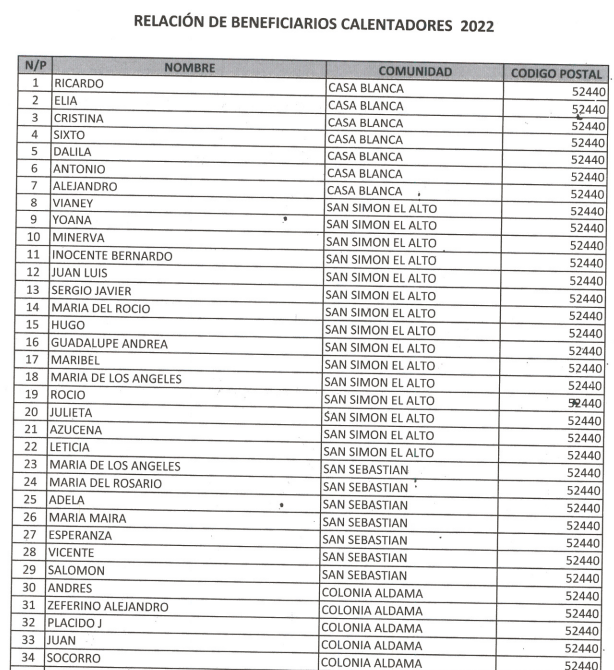 RELACIÓN DE BENEFICIARIOS CALENTADORES 2022
N/P NOMBRE COMUNIDAD CODIGO POSTAL
1 RICARDO CASA BLANCA 52440
2 ELIA CASA BLANCA 52440
3 CRISTINA CASA BLANCA 52440
4 SIXTO CASA BLANCA 52440
5 DALILA CASA BLANCA 52440
6 ANTONIO CASA BLANCA 52440
7 ALEJANDRO CASA BLANCA 52440
8 VIANEY SAN SIMON EL ALTO 52440
9 YOANA SAN SIMON EL ALTO 52440
10 MINERVA SAN SIMON EL ALTO 52440
11 INOCENTE BERNARDO SAN SIMON EL ALTO 52440
12 JUAN LUIS SAN SIMON EL ALTO 52440
13 SERGIO JAVIER SAN SIMON EL ALTO 52440
14 MARIA DEL ROCIO SAN SIMON EL ALTO 52440
15 HUGO SAN SIMON EL ALTO 52440
16 GUADALUPE ANDREA SAN SIMON EL ALTO 52440
17 MARIBEL SAN SIMON EL ALTO 52440
18 MARIA DE LOS ANGELES SAN SIMON EL ALTO 52440
19 ROCIO SAN SIMON EL ALTO 52440
20 JULIETA SAN SIMON EL ALTO 52440
21 AZUCENA SAN SIMON EL ALTO 52440
22 LETICIA SAN SIMON EL ALTO 52440
23 MARIA DE LOS ANGELES SAN SEBASTIAN 52440
24 MARIA DEL ROSARIO SAN SEBASTIAN 52440
25 ADELA SAN SEBASTIAN 52440
26 MARIA MAIRA SAN SEBASTIAN 52440
27 ESPERANZA SAN SEBASTIAN 52440
28 VICENTE SAN SEBASTIAN 52440
29 SALOMON SAN SEBASTIAN 52440
30 ANDRES COLONIA ALDAMA 52440
31 ZEFERINO ALEJANDRO COLONIA ALDAMA 52440
32 PLACIDO J COLONIA ALDAMA 52440
33 JUAN COLONIA ALDAMA 52440
34 SOCORRO COLONIA ALDAMA 52440